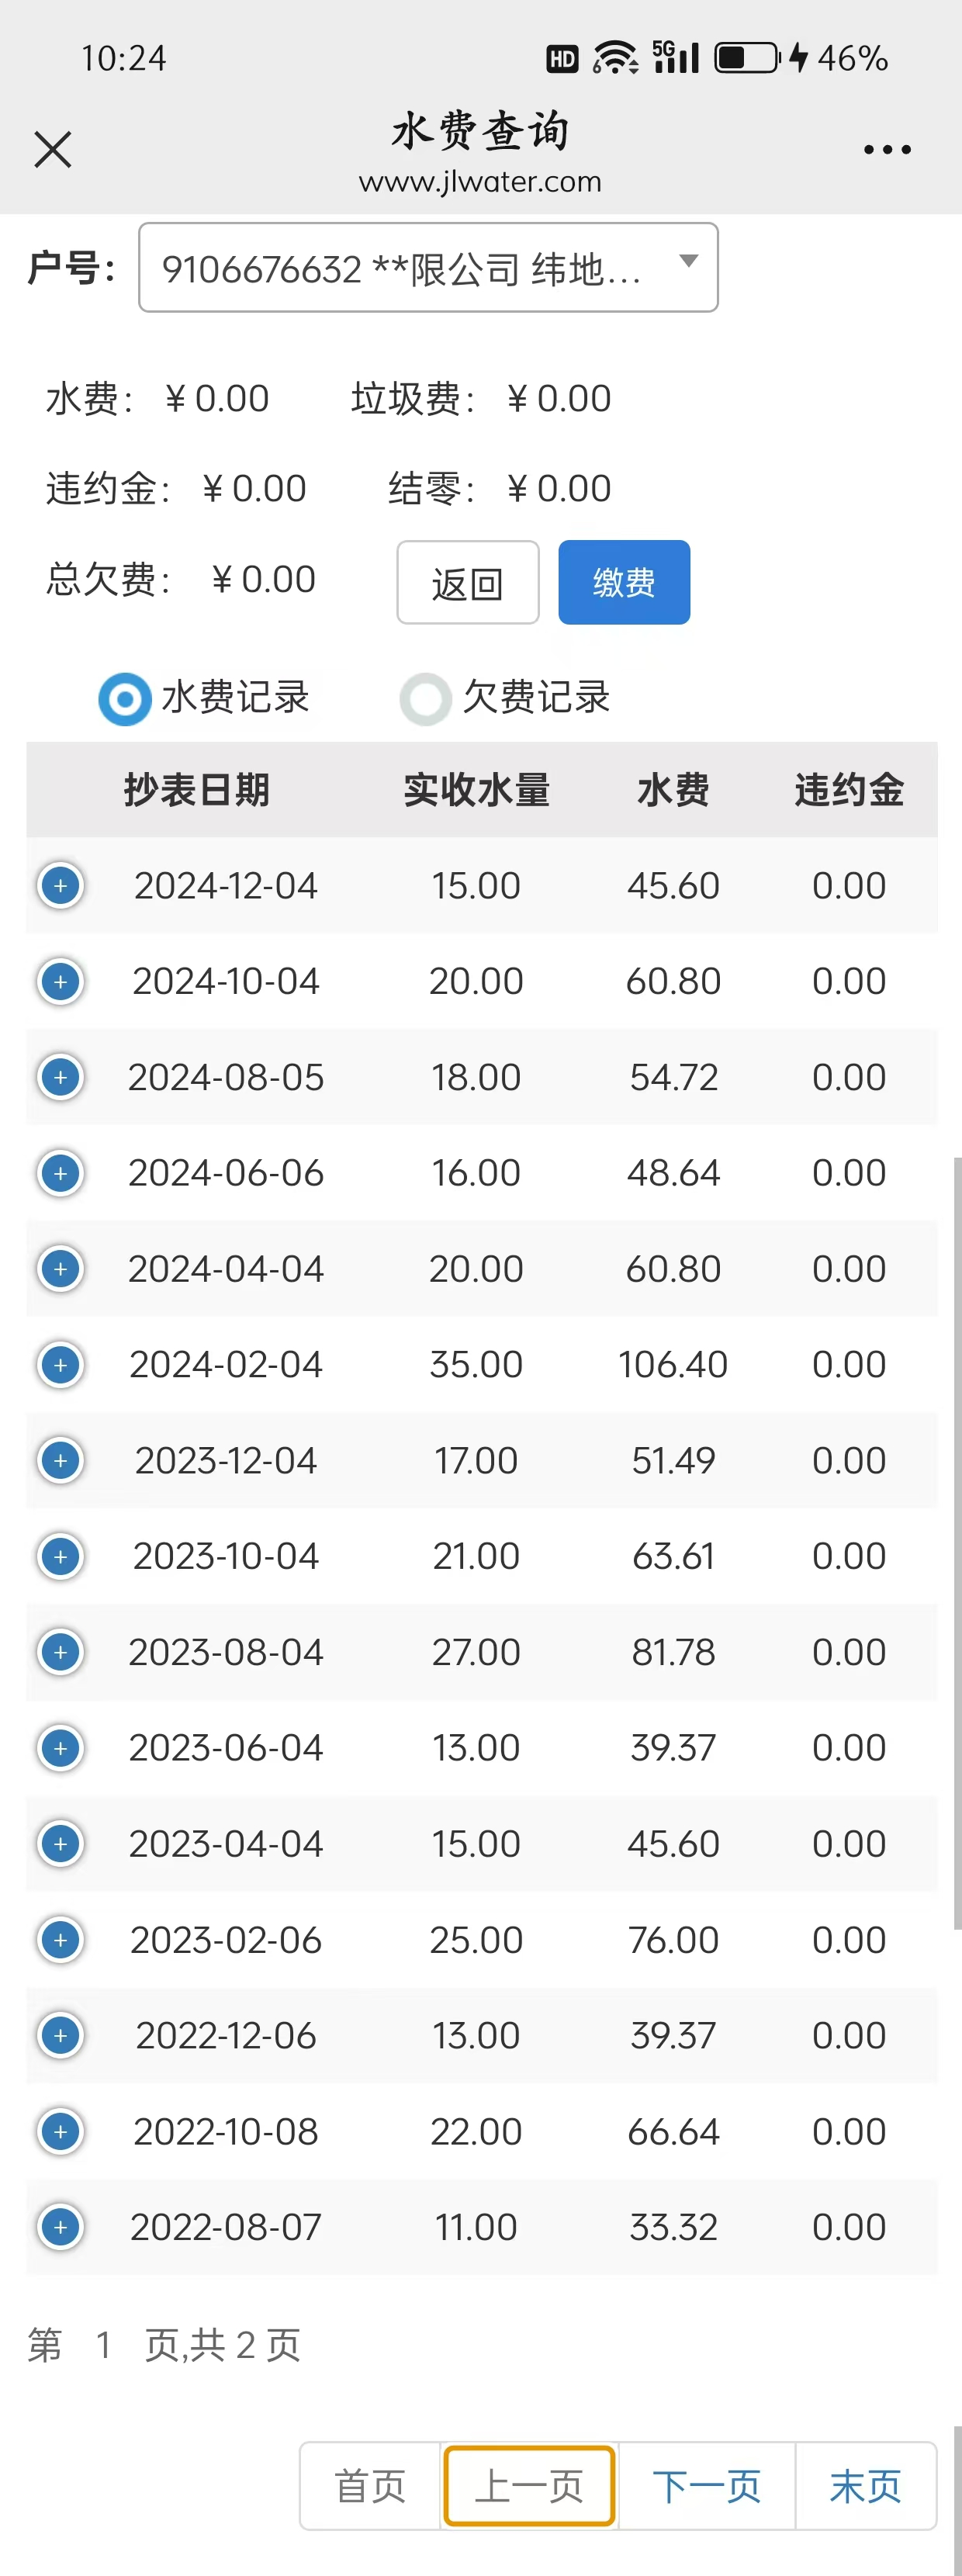 10:24 HD 6 5G 46%
水费查询
www.jlwater.com
户号： 9106676632 **限公司 纬地...
水费： ¥ 0.00 垃圾费： ¥ 0.00
违约金： ¥ 0.00 结零： ¥ 0.00
总欠费： ¥ 0.00 返回 缴费
水费记录 欠费记录
抄表日期 实收水量 水费 违约金
+ 2024-12-04 15.00 45.60 0.00
+ 2024-10-04 20.00 60.80 0.00
+ 2024-08-05 18.00 54.72 0.00
+ 2024-06-06 16.00 48.64 0.00
+ 2024-04-04 20.00 60.80 0.00
+ 2024-02-04 35.00 106.40 0.00
+ 2023-12-04 17.00 51.49 0.00
+ 2023-10-04 21.00 63.61 0.00
+ 2023-08-04 27.00 81.78 0.00
+ 2023-06-04 13.00 39.37 0.00
+ 2023-04-04 15.00 45.60 0.00
+ 2023-02-06 25.00 76.00 0.00
+ 2022-12-06 13.00 39.37 0.00
+ 2022-10-08 22.00 66.64 0.00
+ 2022-08-07 11.00 33.32 0.00
第 1 页,共 2 页
首页 上一页 下一页 末页